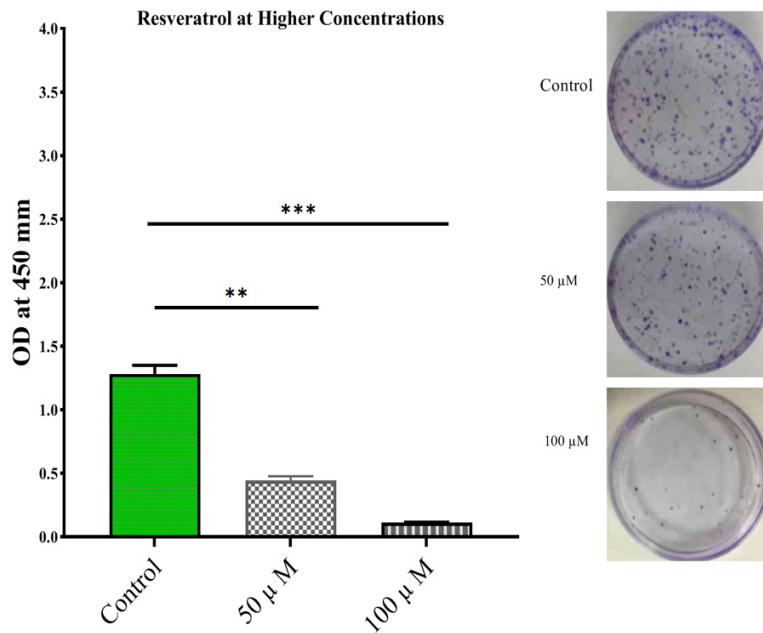 Resveratrol at Higher Concentrations
4.0
3.5
3.0
2.5
2.0
1.5
1.0
0.5
0.0
OD at 450 mm
***
**
Control
50 µ M
100 µ M
Control
50 µM
100 µM